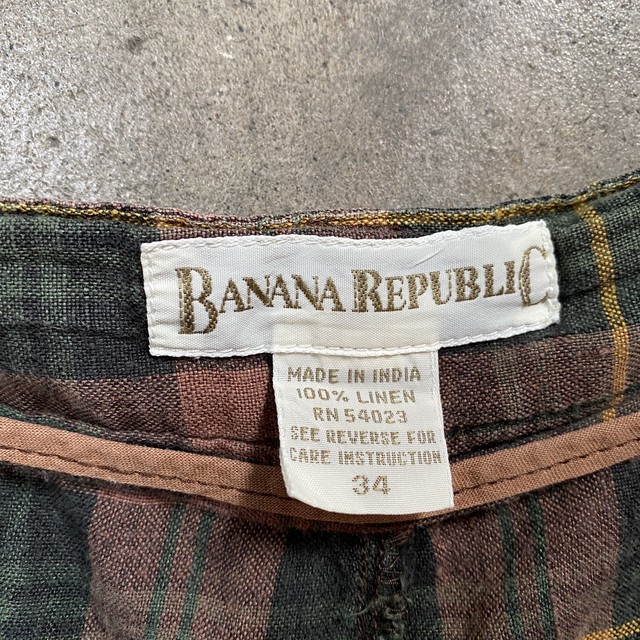 BANANA REPUBLIC
MADE IN INDIA
100% LINEN
RN 54023
SEE REVERSE FOR
CARE INSTRUCTION
34